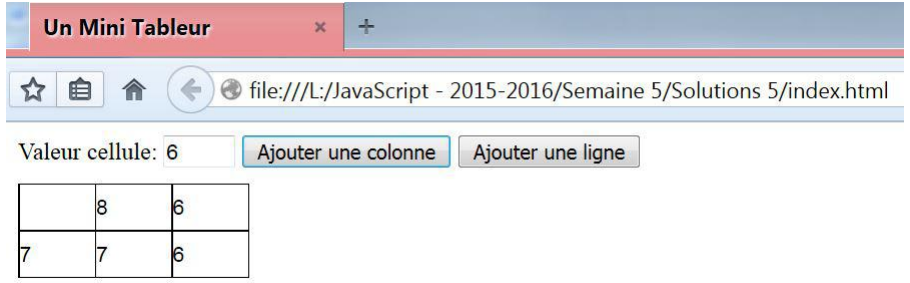 Un Mini Tableur × +
file:///L:/JavaScript - 2015-2016/Semaine 5/Solutions 5/index.html
Valeur cellule: 6 Ajouter une colonne Ajouter une ligne
8 6
7 7 6